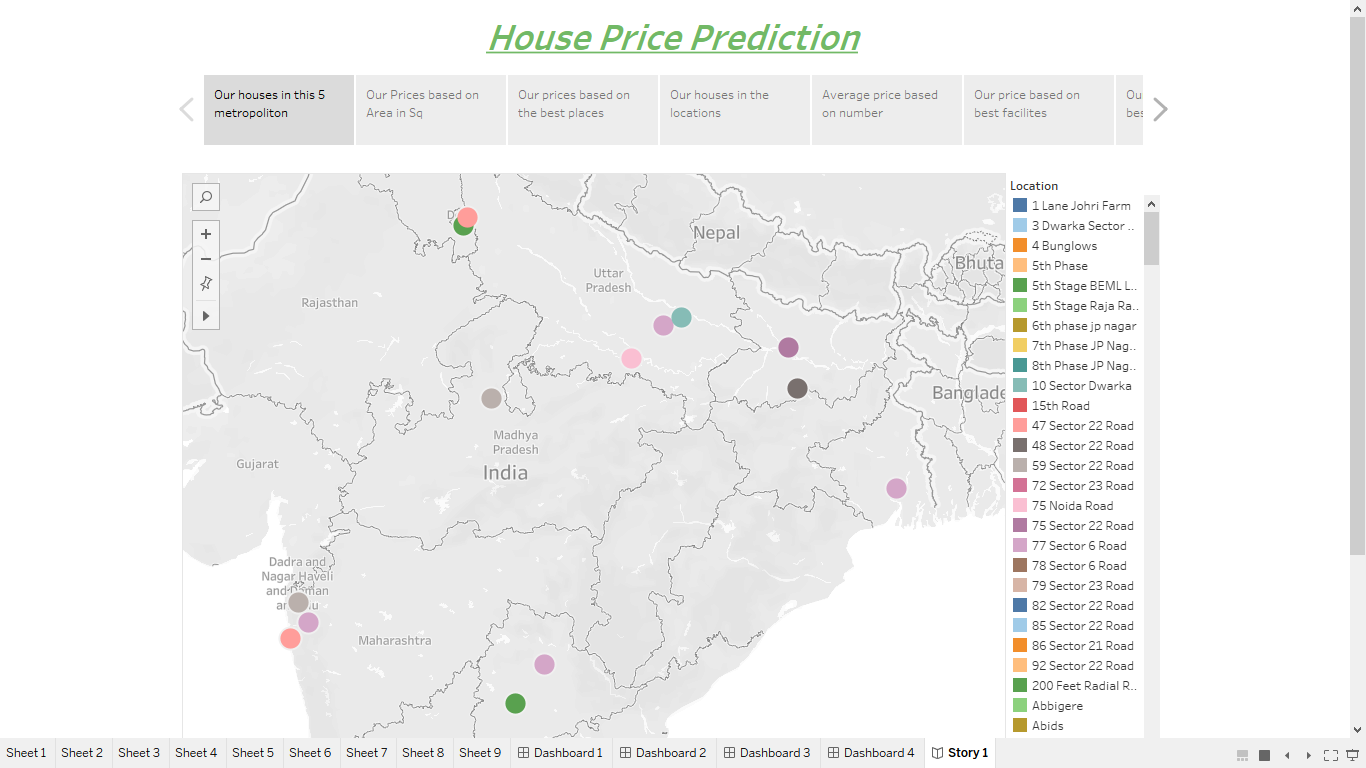 House Price Prediction
Our houses in this 5
metropoliton
Our Prices based on
Area in Sq
Our prices based on
the best places
Our houses in the
locations
Average price based
on number
Our price based on
best facilites
Ou
bes
Nepal
Bhuta
Uttar
Pradesh
Rajasthan
Banglade
Madhya
Pradesh
Gujarat
India
Dadra and
Nagar Haveli
Maharashtra
Location
1 Lane Johri Farm
3 Dwarka Sector ..
4 Bunglows
5th Phase
5th Stage BEML L..
5th Stage Raja Ra..
6th phase jp nagar
7th Phase JP Nag..
8th Phase JP Nag..
10 Sector Dwarka
15th Road
47 Sector 22 Road
48 Sector 22 Road
59 Sector 22 Road
72 Sector 23 Road
75 Noida Road
75 Sector 22 Road
77 Sector 6 Road
78 Sector 6 Road
79 Sector 23 Road
82 Sector 22 Road
85 Sector 22 Road
86 Sector 21 Road
92 Sector 22 Road
200 Feet Radial R..
Abbigere
Abids
Sheet 1
Sheet 2
Sheet 3
Sheet 4
Sheet 5
Sheet 6
Sheet 7
Sheet 8
Sheet 9
Dashboard 1
Dashboard 2
Dashboard 3
Dashboard 4
Story 1